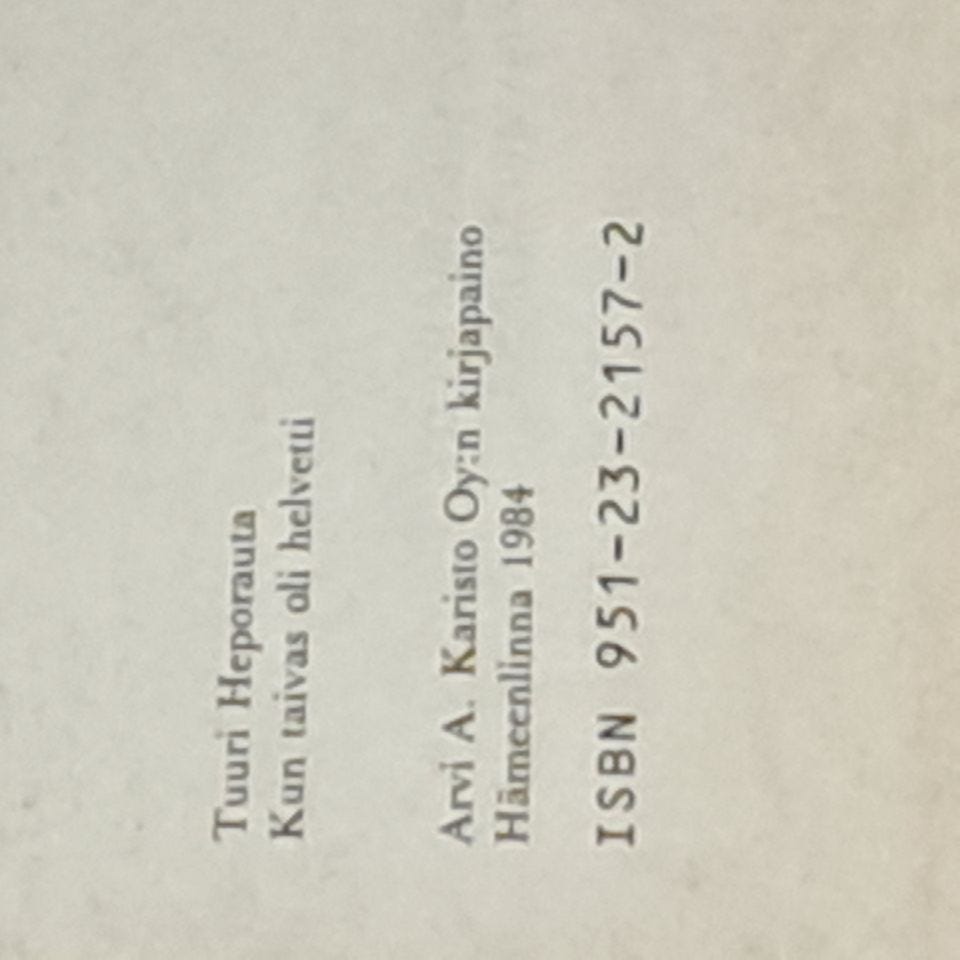 Tuuri Heporauta
Kun taivas oli helvetti
Arvi A. Karisto Oy:n kirjapaino
Hämeenlinna 1984
ISBN 951-23-2157-2